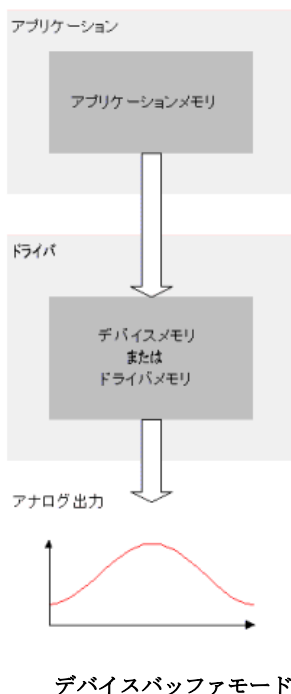 アプリケーション
アプリケーションメモリ
ドライバ
デバイスメモリ
または
ドライバメモリ
アナログ出力
デバイスバッファモード